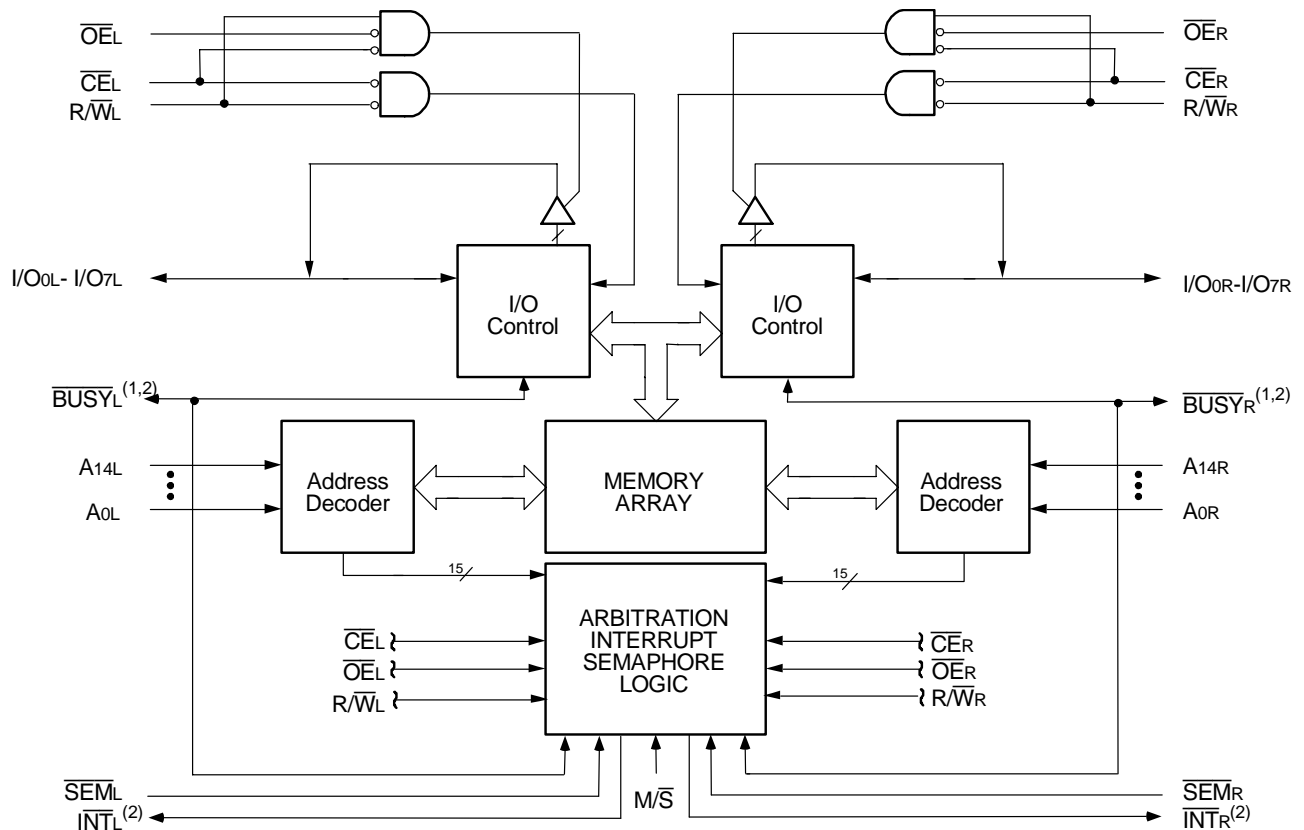 OEL
OER
CEL
CER
R/WL
R/WR
I/O0L- I/O7L
I/O Control
I/O Control
I/O0R-I/O7R
BUSYL(1,2)
BUSYR(1,2)
A14L
A0L
Address Decoder
MEMORY ARRAY
Address Decoder
A14R
A0R
15
15
ARBITRATION
INTERRUPT
SEMAPHORE
LOGIC
CEL
OEL
R/WL
CER
OER
R/WR
SEML
INTL(2)
M/S
SEMR
INTR(2)